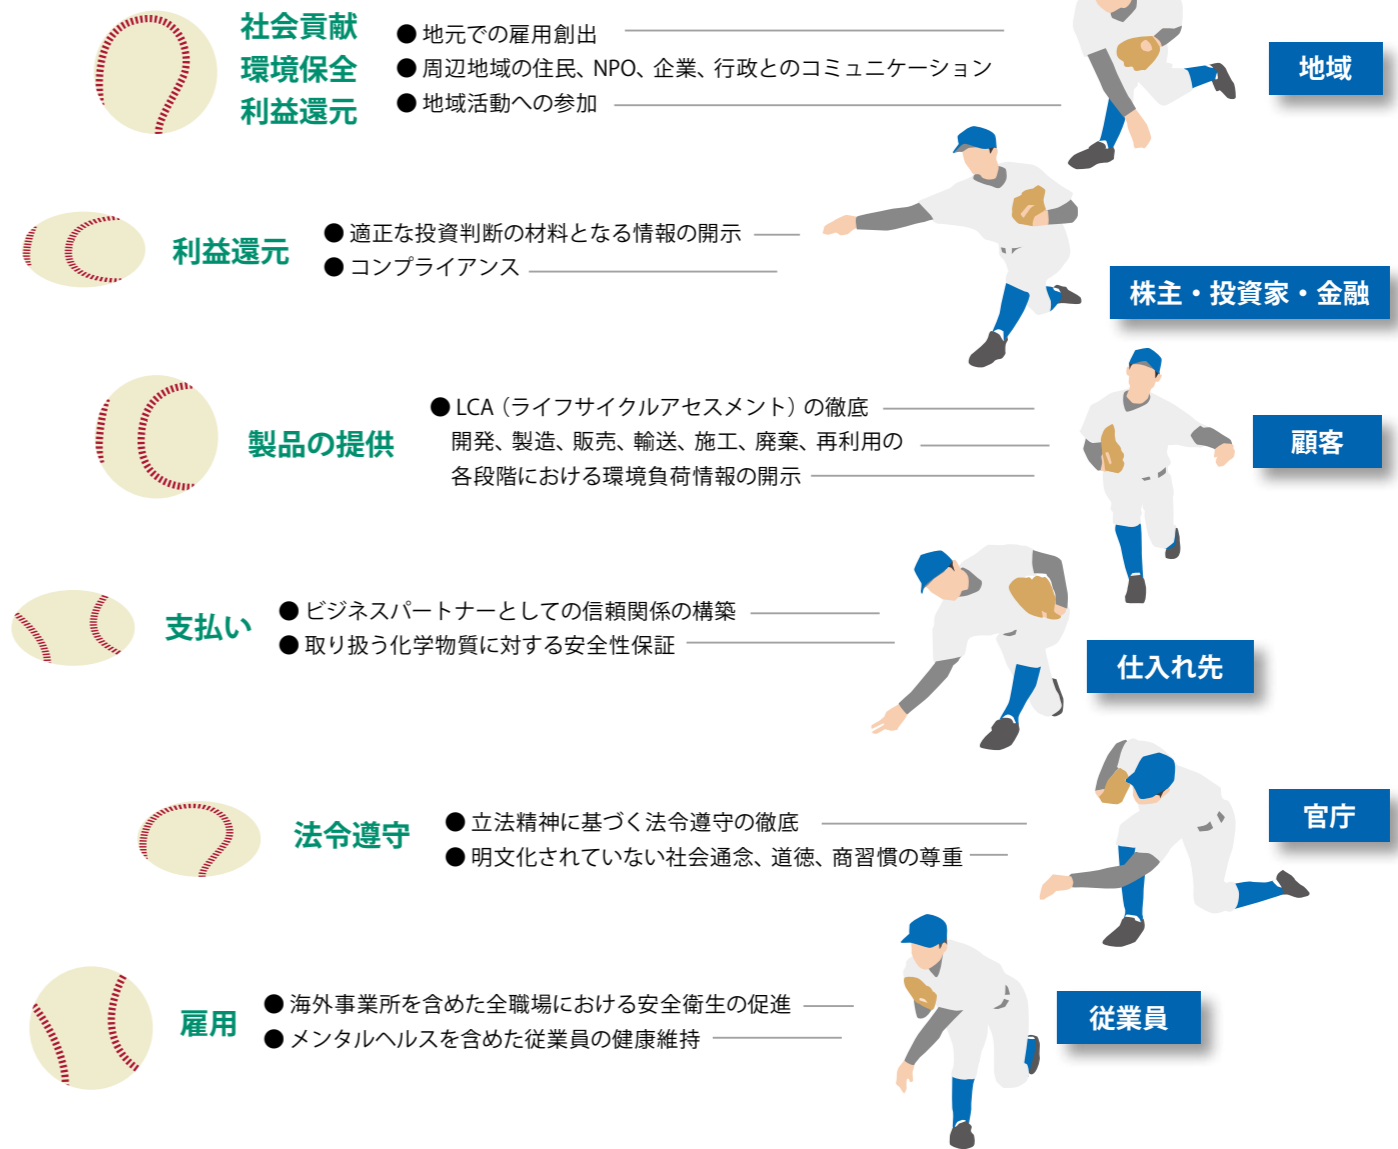 社会貢献
環境保全
利益還元
● 地元での雇用創出
● 周辺地域の住民、NPO、企業、行政とのコミュニケーション
● 地域活動への参加
地域
利益還元
● 適正な投資判断の材料となる情報の開示
● コンプライアンス
株主・投資家・金融
製品の提供
● LCA（ライフサイクルアセスメント）の徹底
開発、製造、販売、輸送、施工、廃棄、再利用の
各段階における環境負荷情報の開示
顧客
支払い
● ビジネスパートナーとしての信頼関係の構築
● 取り扱う化学物質に対する安全性保証
仕入れ先
法令遵守
● 立法精神に基づく法令遵守の徹底
● 明文化されていない社会通念、道徳、商習慣の尊重
官庁
雇用
● 海外事業所を含めた全職場における安全衛生の促進
● メンタルヘルスを含めた従業員の健康維持
従業員